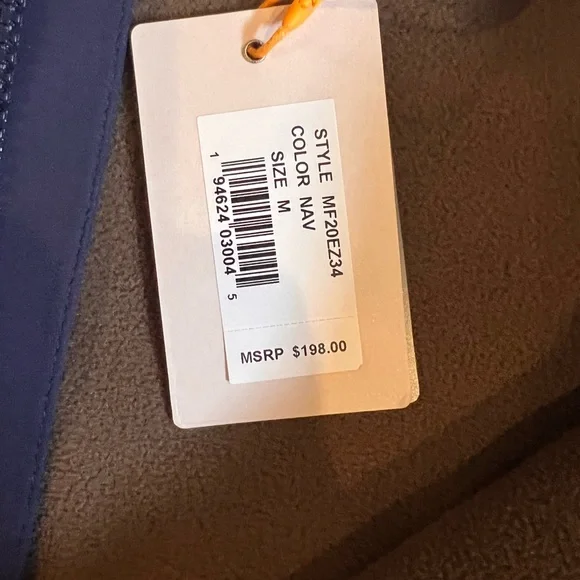 STYLE MF20EZ34
COLOR NAV
SIZE M
1 94624 03004 5
MSRP $198.00